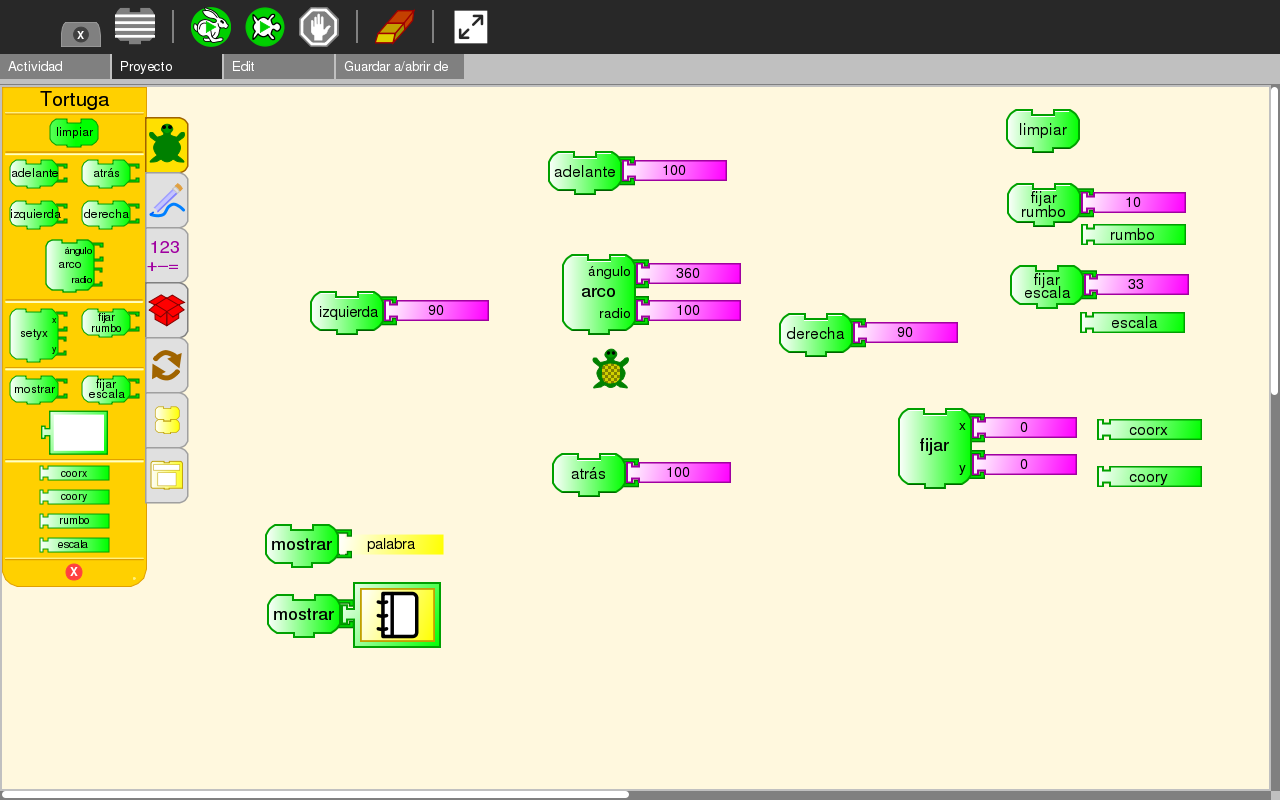 X
Actividad
Proyecto
Edit
Guardar a/abrir de
Tortuga
limpiar
adelante
atrás
izquierda
derecha
ángulo
arco
radio
setyx
x
y
fijar
rumbo
mostrar
fijar
escala
coorx
coory
rumbo
escala
X
123
+−=
adelante 100
izquierda 90
ángulo 360
arco
radio 100
derecha 90
atrás 100
mostrar palabra
mostrar
limpiar
fijar
rumbo
10
rumbo
fijar
escala
33
escala
x 0
fijar
y 0
coorx
coory